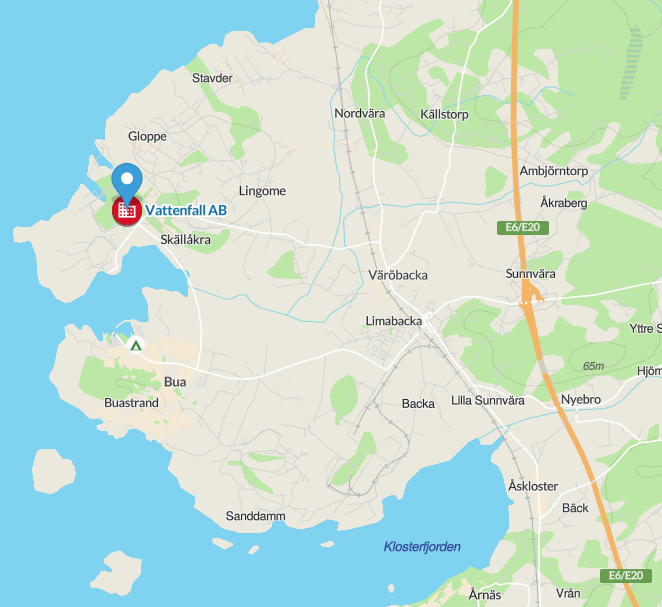 Stavder
Nordvära
Källstorp
Gloppe
Ambjörntorp
Lingome
Åkraberg
Vattenfall AB
E6/E20
Skällåkra
Väröbacka
Sunnvära
Limabacka
Yttre S
65m
Hjörn
Bua
Buastrand
Backa
Lilla Sunnvära
Nyebro
Åskloster
Bäck
Sanddamm
Klosterfjorden
E6/E20
Årnäs
Vrån